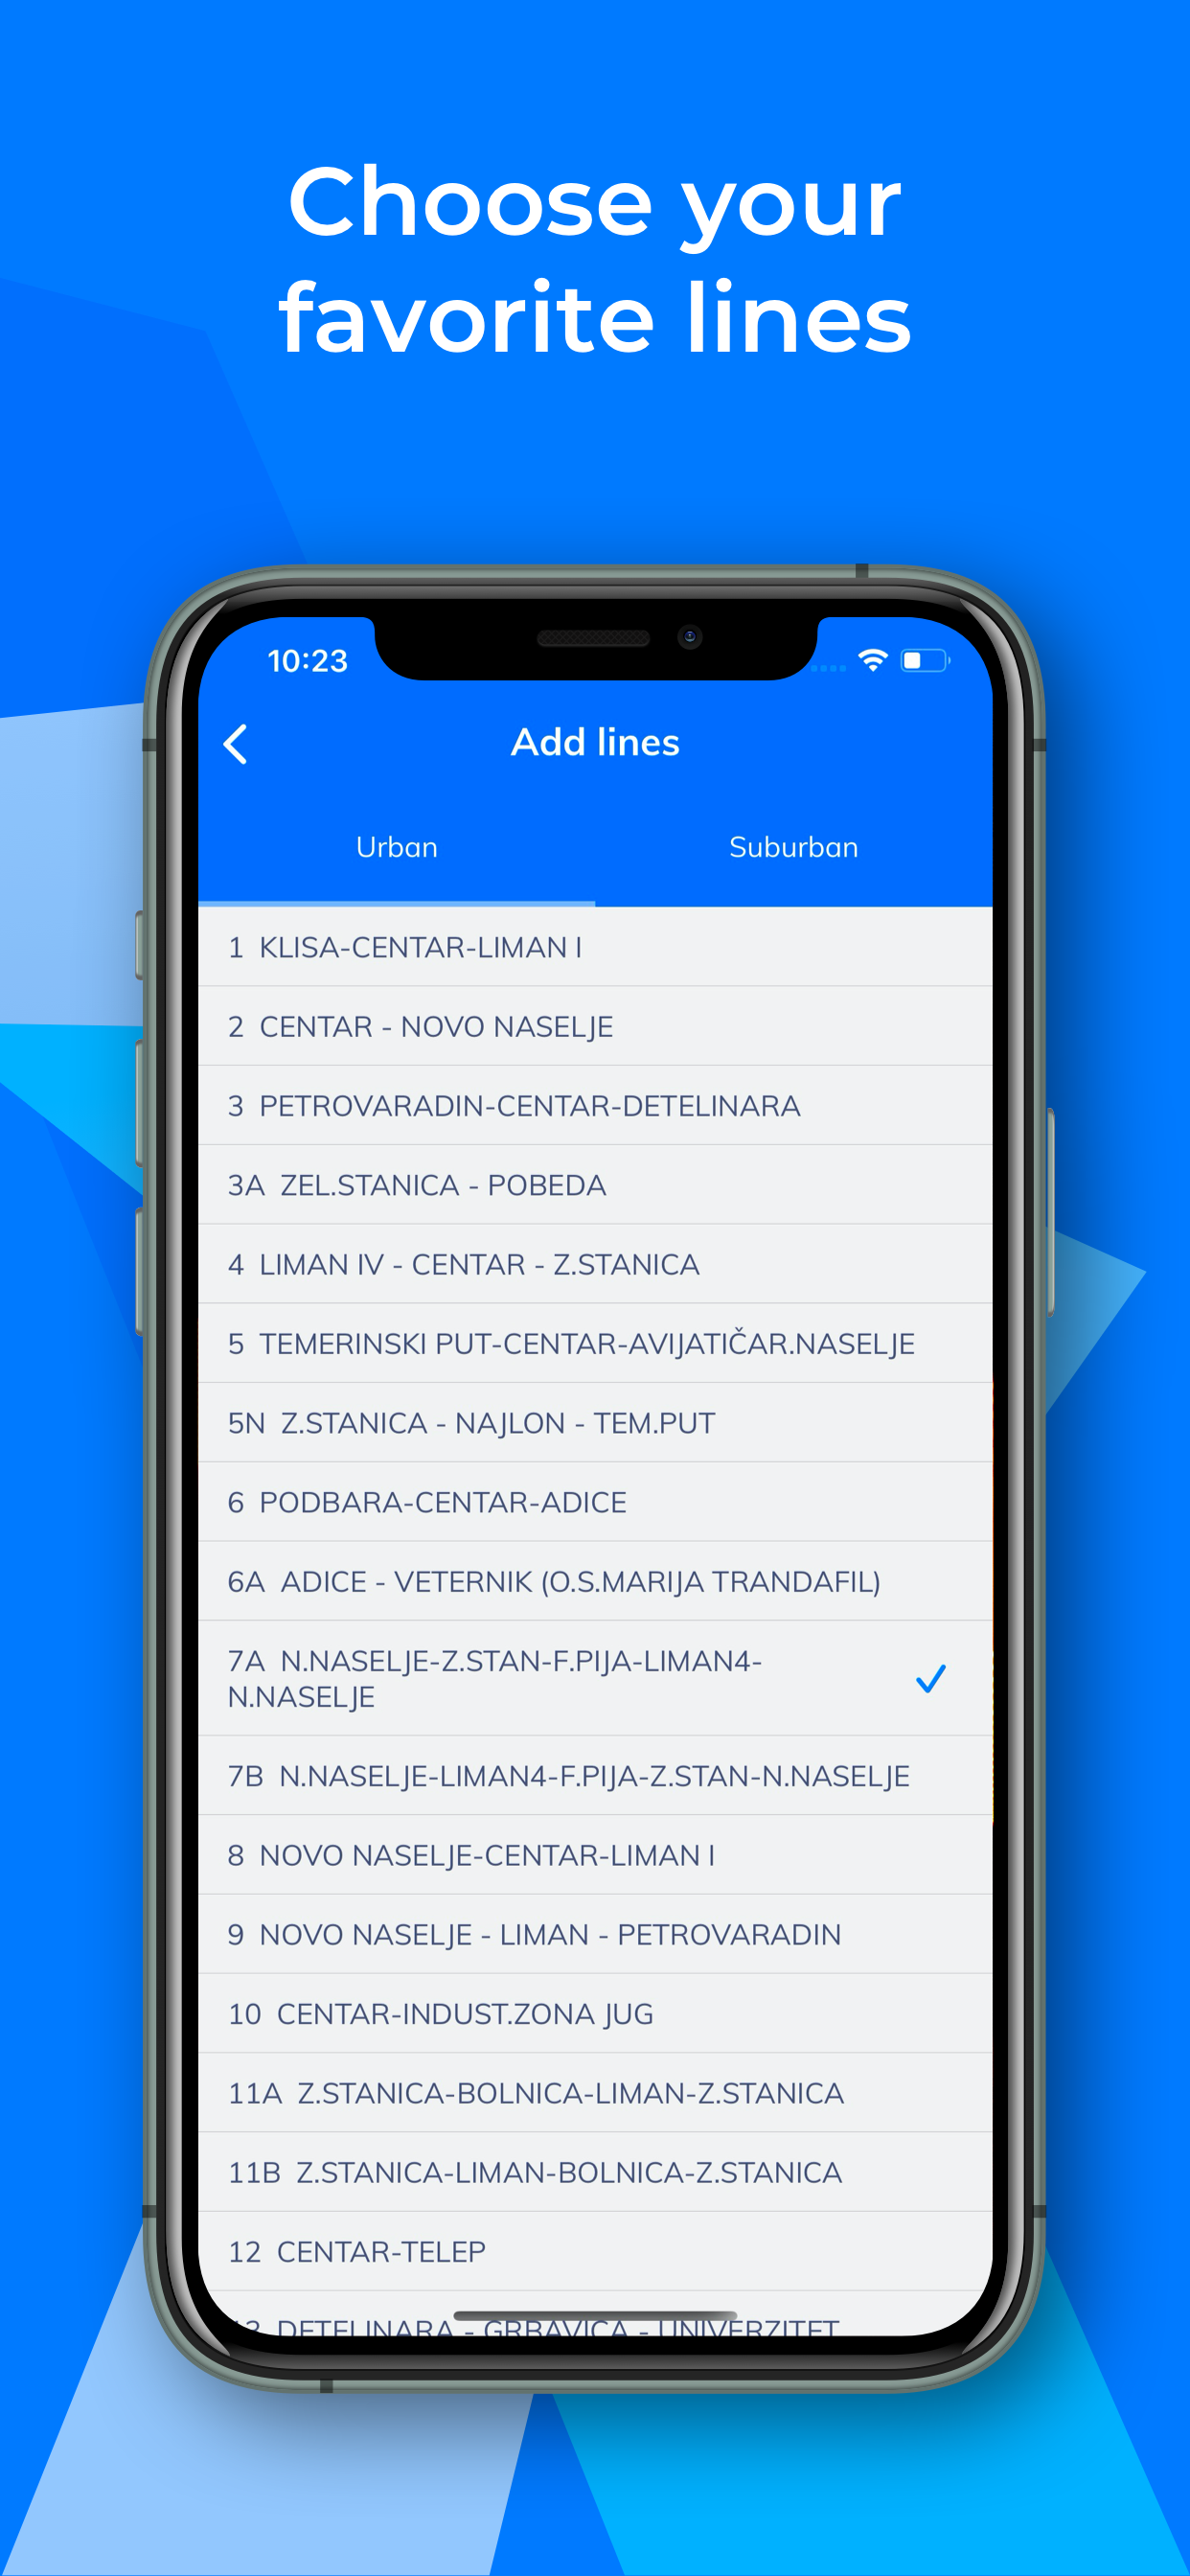 Choose your
favorite lines
10:23
Add lines
Urban
Suburban
1 KLISA-CENTAR-LIMAN I
2 CENTAR - NOVO NASELJE
3 PETROVARADIN-CENTAR-DETELINARA
3A ZEL.STANICA - POBEDA
4 LIMAN IV - CENTAR - Z.STANICA
5 TEMERINSKI PUT-CENTAR-AVIJATIČAR.NASELJE
5N Z.STANICA - NAJLON - TEM.PUT
6 PODBARA-CENTAR-ADICE
6A ADICE - VETERNIK (O.S.MARIJA TRANDAFIL)
7A N.NASELJE-Z.STAN-F.PIJA-LIMAN4-
N.NASELJE
7B N.NASELJE-LIMAN4-F.PIJA-Z.STAN-N.NASELJE
8 NOVO NASELJE-CENTAR-LIMAN I
9 NOVO NASELJE - LIMAN - PETROVARADIN
10 CENTAR-INDUST.ZONA JUG
11A Z.STANICA-BOLNICA-LIMAN-Z.STANICA
11B Z.STANICA-LIMAN-BOLNICA-Z.STANICA
12 CENTAR-TELEP
DETELINARA - GRBAVICA - UNIVERZITET